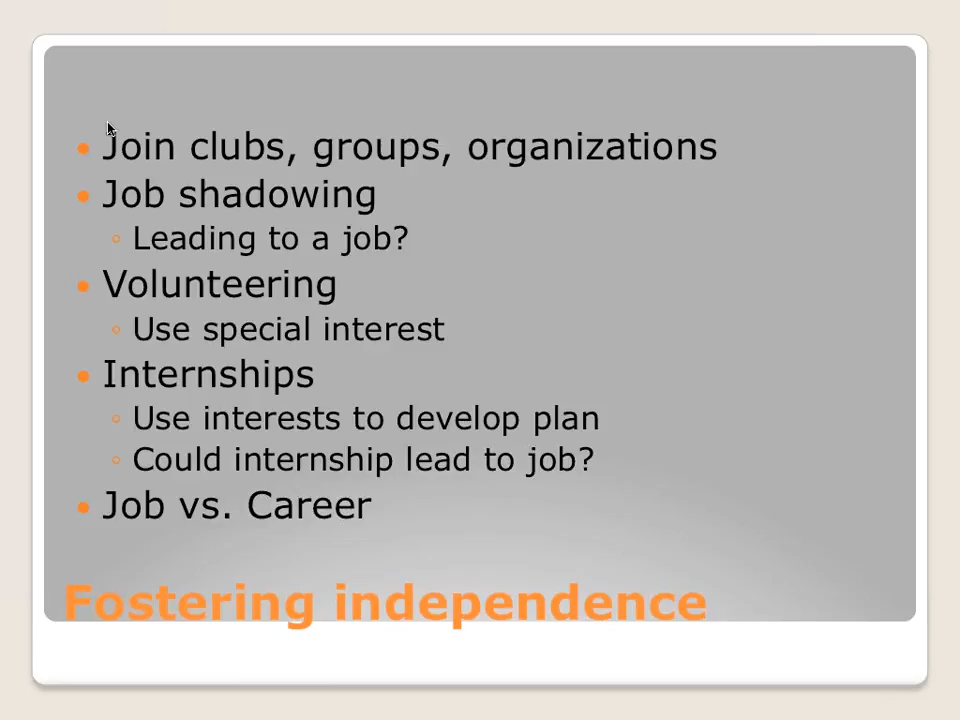 Join clubs, groups, organizations
Job shadowing
Leading to a job?
Volunteering
Use special interest
Internships
Use interests to develop plan
Could internship lead to job?
Job vs. Career
Fostering independence